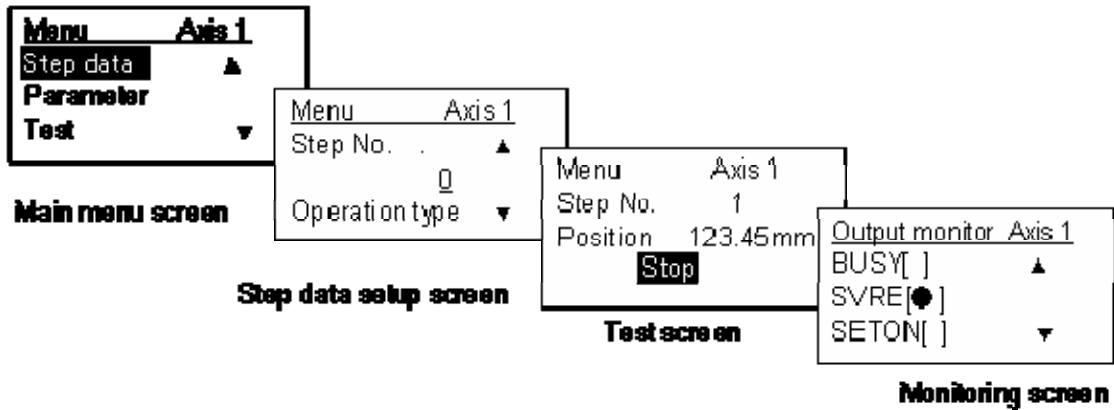 Menu Axis 1
Step data ▲
Parameter
Test ▼
Main menu screen
Menu Axis 1
Step No. . ▲
0
Operation type ▼
Step data setup screen
Menu Axis 1
Step No. 1
Position 123.45mm
Stop
Test screen
Output monitor Axis 1
BUSY[ ] ▲
SVRE[●]
SETON[ ] ▼
Monitoring screen